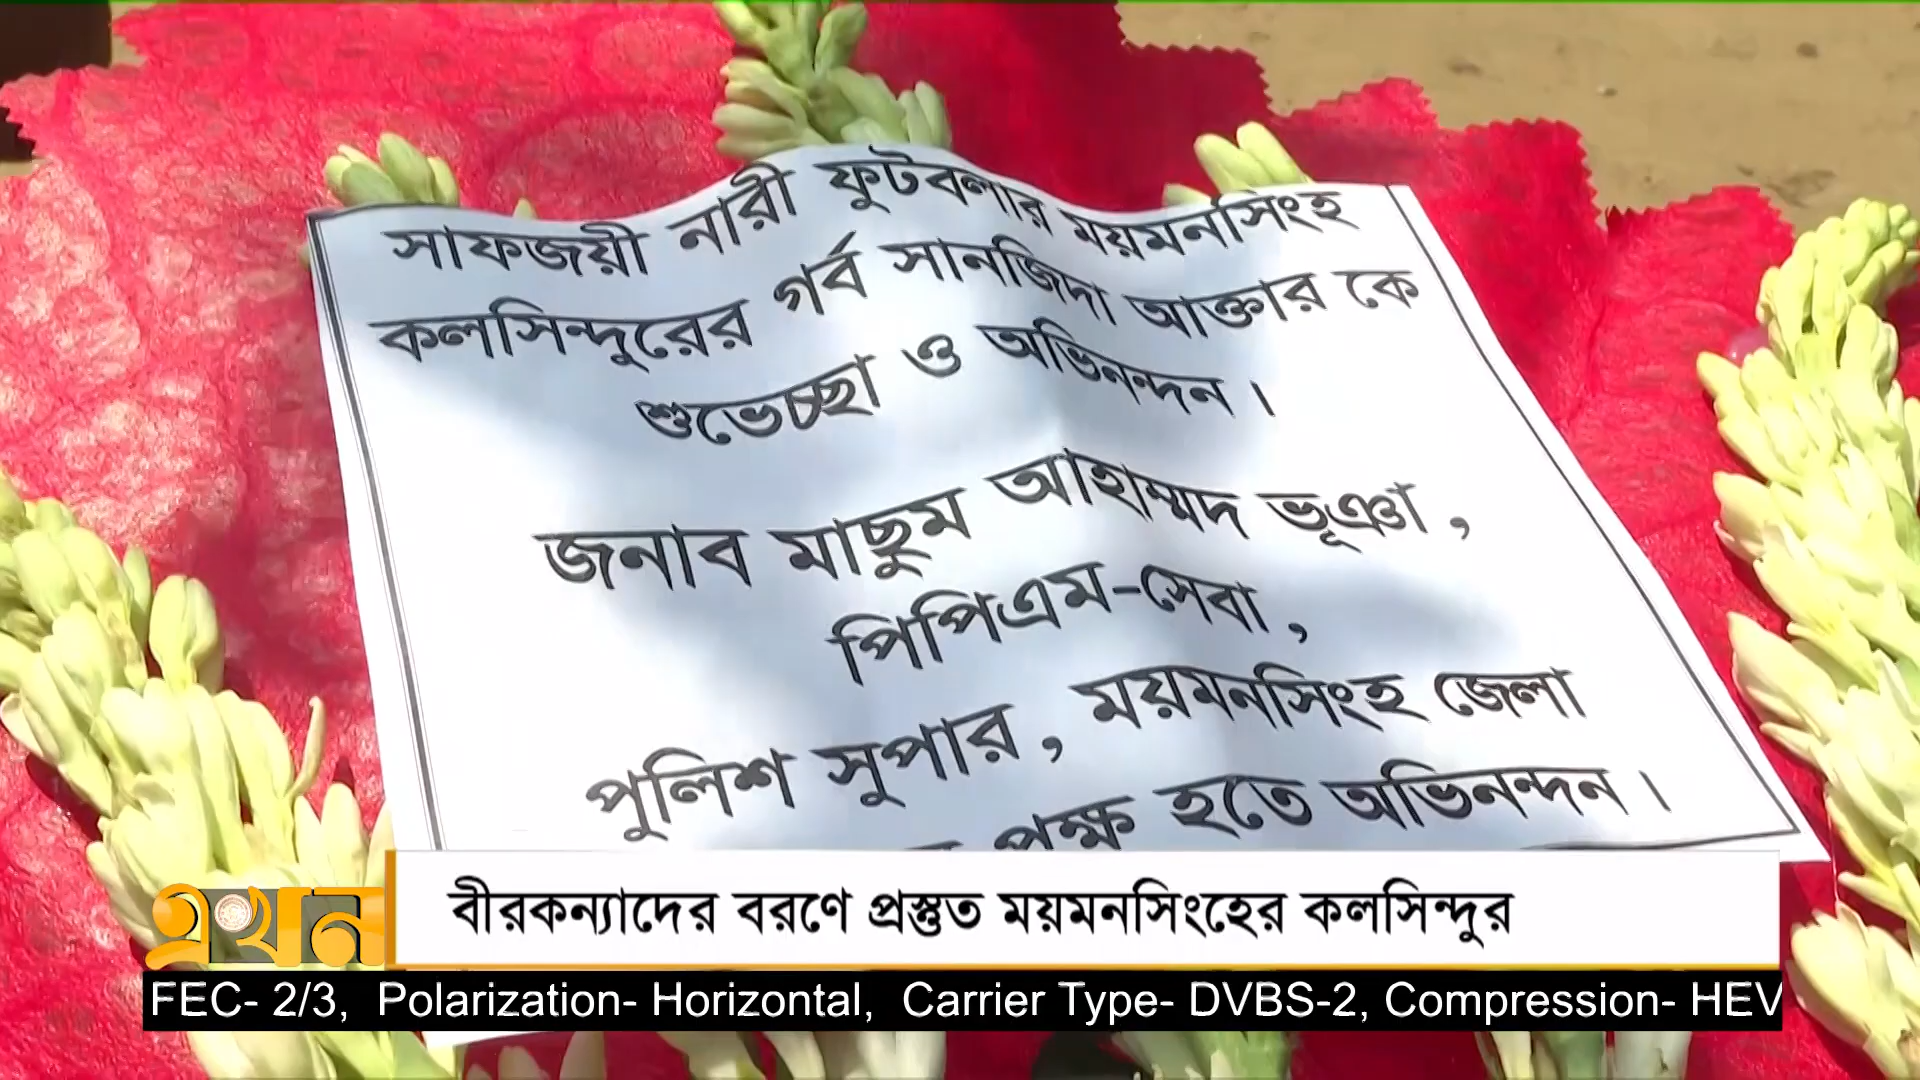 সাফজয়ী নারী ফুটবলার ময়মনসিংহ
কলসিন্দুরের গর্ব সানজিদা আক্তার কে
শুভেচ্ছা ও অভিনন্দন।
জনাব মাছুম আহাম্মদ ভূঞা,
পিপিএম-সেবা,
পুলিশ সুপার, ময়মনসিংহ জেলা
পক্ষ হতে অভিনন্দন।
এখন
বীরকন্যাদের বরণে প্রস্তুত ময়মনসিংহের কলসিন্দুর
FEC- 2/3, Polarization- Horizontal, Carrier Type- DVBS-2, Compression- HEV